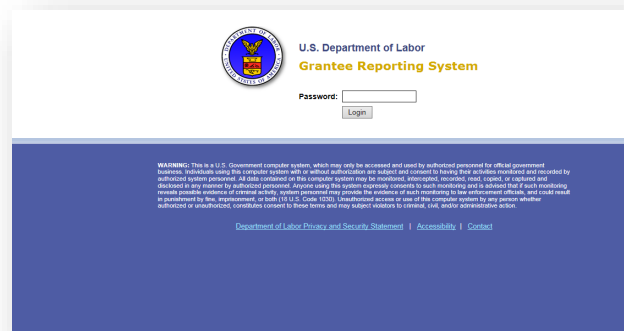 DEPARTMENT OF LABOR
UNITED STATES OF AMERICA
U.S. Department of Labor
Grantee Reporting System
Password:
Login
WARNING: This is a U.S. Government computer system, which may only be accessed and used by authorized personnel for official government
business. Individuals using this computer system with or without authorization are subject and consent to having their activities monitored and recorded by
authorized system personnel. All data contained on this computer system may be monitored, intercepted, recorded, read, copied, or captured and
disclosed in any manner by authorized personnel. Anyone using this system expressly consents to such monitoring and is advised that if such monitoring
reveals possible evidence of criminal activity, system personnel may provide the evidence of such monitoring to law enforcement officials, and could result
in punishment by fine, imprisonment, or both (18 U.S. Code 1030). Unauthorized access or use of this computer system by any person whether
authorized or unauthorized, constitutes consent to these terms and may subject violators to criminal, civil, and/or administrative action.
Department of Labor Privacy and Security Statement | Accessibility | Contact